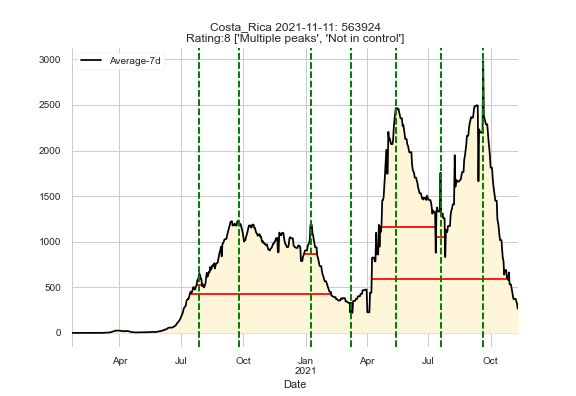 Costa_Rica 2021-11-11: 563924
Rating:8 ['Multiple peaks', 'Not in control']
Average-7d
3000
2500
2000
1500
1000
500
0
Apr Jul Oct Jan Apr Jul Oct
2021
Date